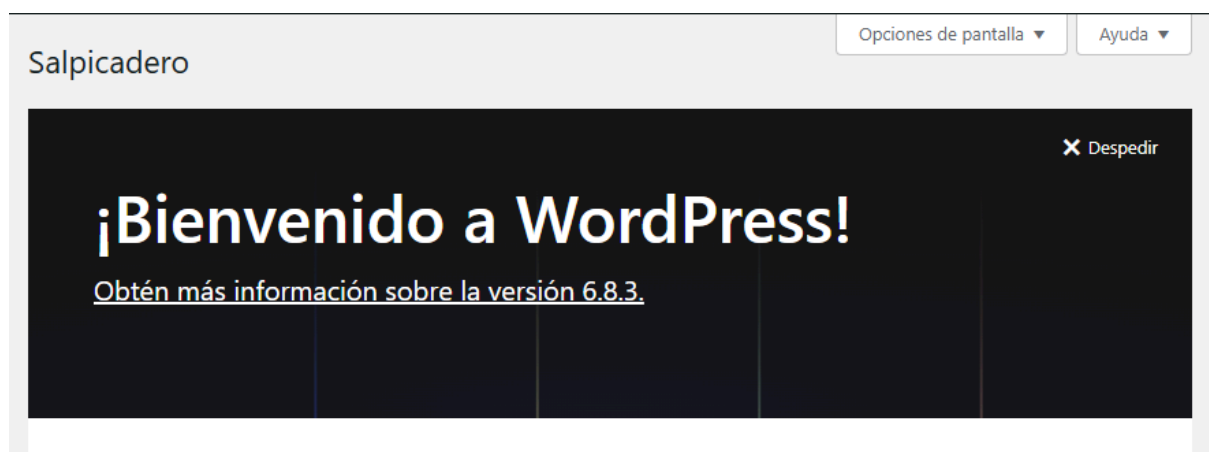 Opciones de pantalla ▼ Ayuda ▼
Salpicadero
✕ Despedir
¡Bienvenido a WordPress!
Obtén más información sobre la versión 6.8.3.